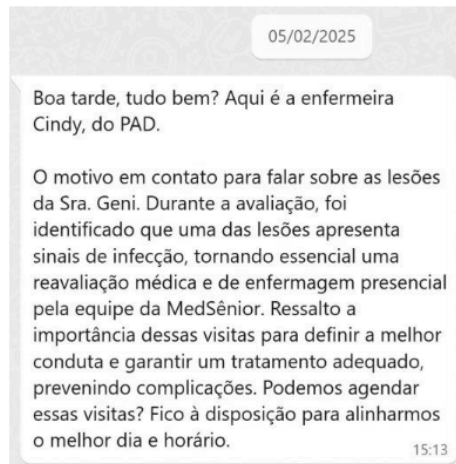 05/02/2025
Boa tarde, tudo bem? Aqui é a enfermeira
Cindy, do PAD.
O motivo em contato para falar sobre as lesões
da Sra. Geni. Durante a avaliação, foi
identificado que uma das lesões apresenta
sinais de infecção, tornando essencial uma
reavaliação médica e de enfermagem presencial
pela equipe da MedSênior. Ressalto a
importância dessas visitas para definir a melhor
conduta e garantir um tratamento adequado,
prevenindo complicações. Podemos agendar
essas visitas? Fico à disposição para alinharmos
o melhor dia e horário.
15:13